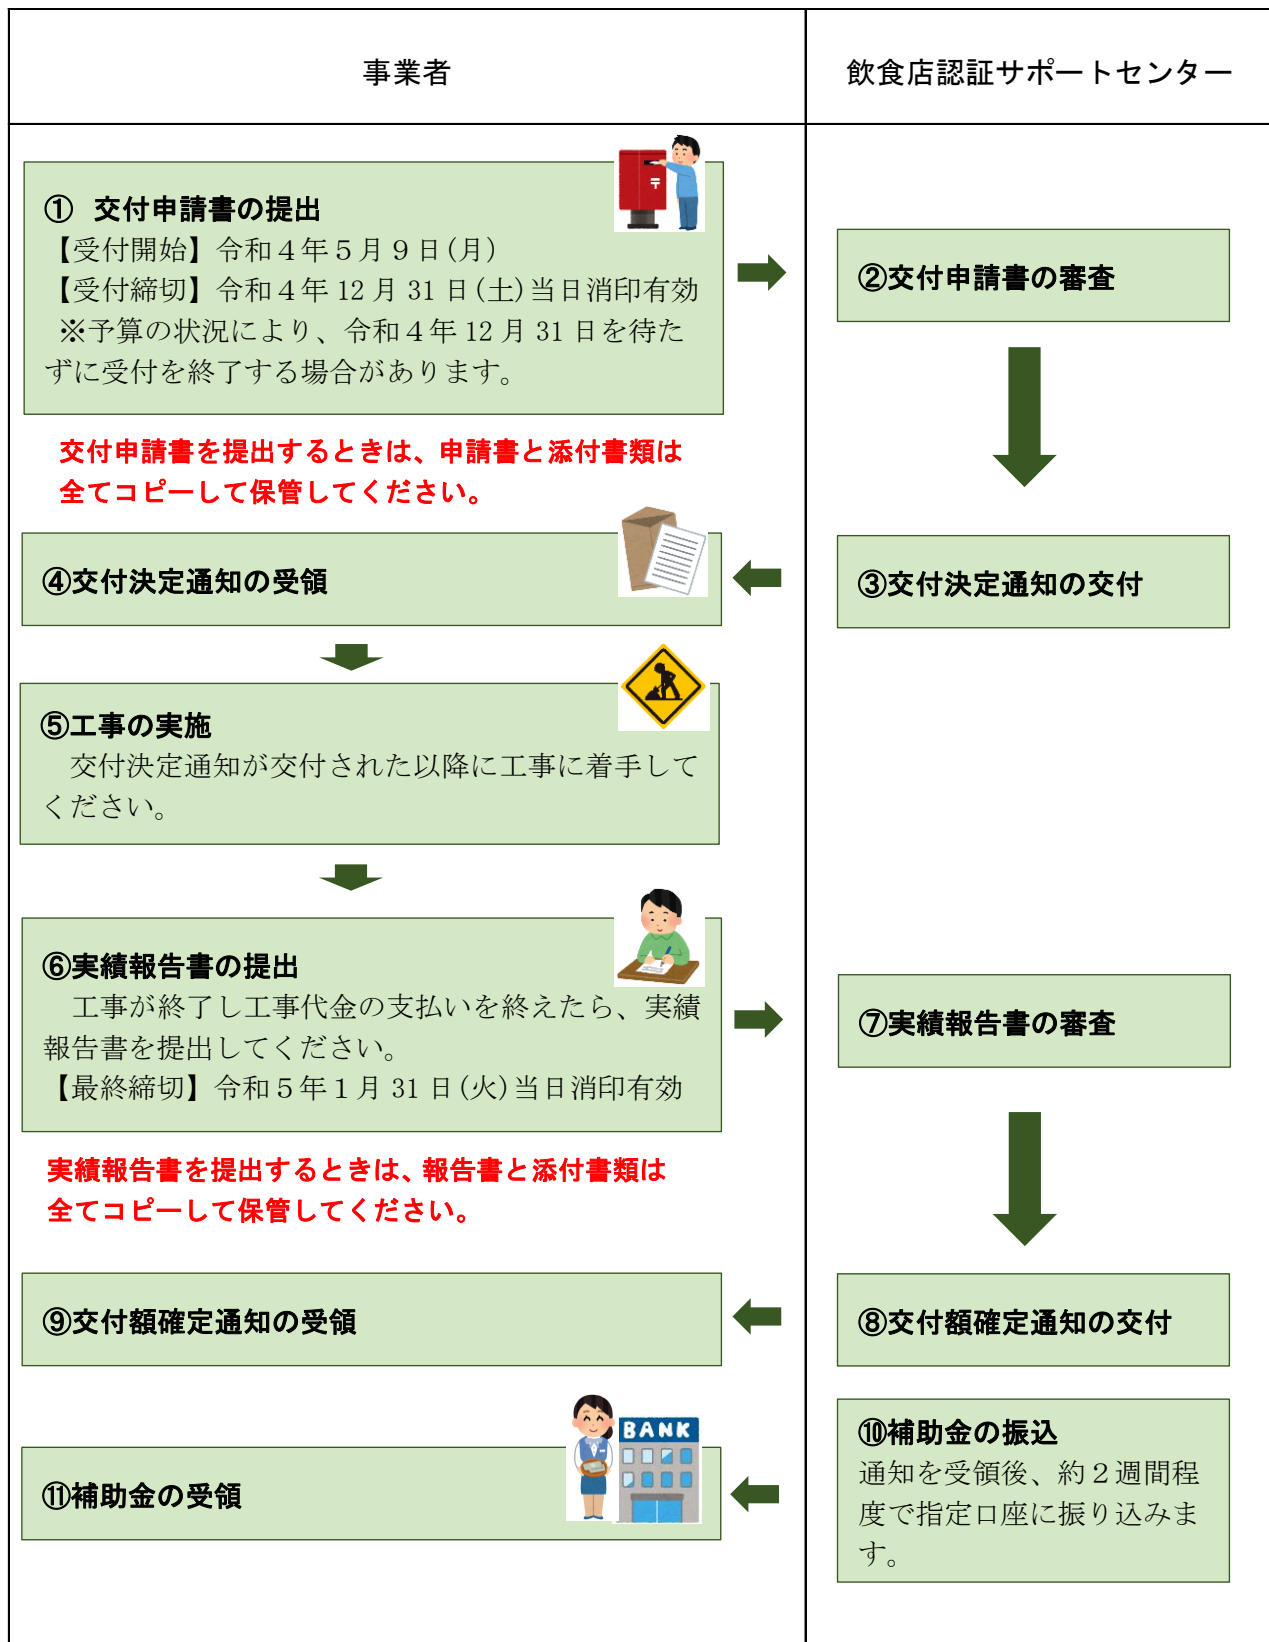 事業者
飲食店認証サポートセンター
① 交付申請書の提出
【受付開始】令和４年５月９日(月)
【受付締切】令和４年 12 月 31 日(土)当日消印有効
※予算の状況により、令和４年 12 月 31 日を待た
ずに受付を終了する場合があります。
②交付申請書の審査
交付申請書を提出するときは、申請書と添付書類は
全てコピーして保管してください。
④交付決定通知の受領
③交付決定通知の交付
⑤工事の実施
交付決定通知が交付された以降に工事に着手して
ください。
⑥実績報告書の提出
工事が終了し工事代金の支払いを終えたら、実績
報告書を提出してください。
【最終締切】令和５年１月 31 日(火)当日消印有効
⑦実績報告書の審査
実績報告書を提出するときは、報告書と添付書類は
全てコピーして保管してください。
⑨交付額確定通知の受領
⑧交付額確定通知の交付
⑩補助金の振込
通知を受領後、約２週間程
度で指定口座に振り込みま
す。
BANK
⑪補助金の受領